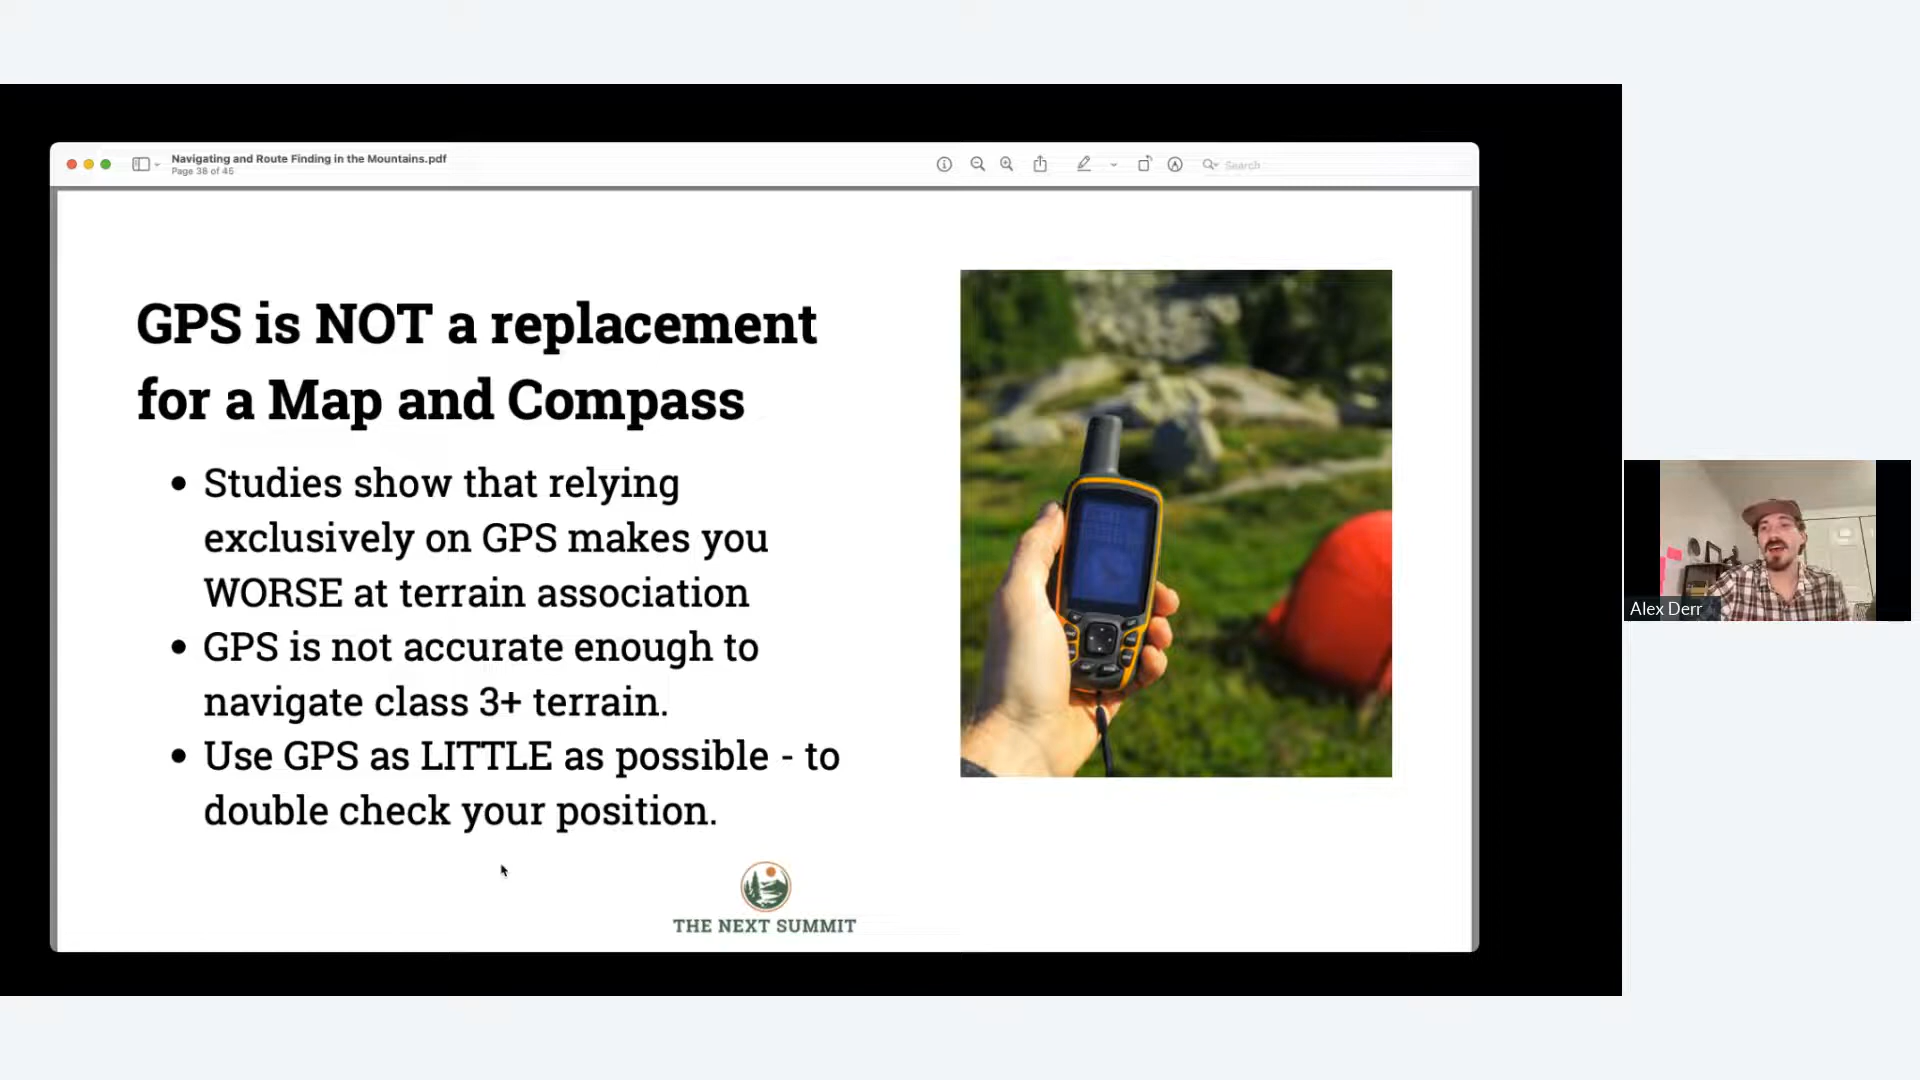 Navigating and Route Finding in the Mountains.pdf
Page 38 of 45
Search
GPS is NOT a replacement
for a Map and Compass
• Studies show that relying
exclusively on GPS makes you
WORSE at terrain association
• GPS is not accurate enough to
navigate class 3+ terrain.
• Use GPS as LITTLE as possible - to
double check your position.
THE NEXT SUMMIT
Alex Derr